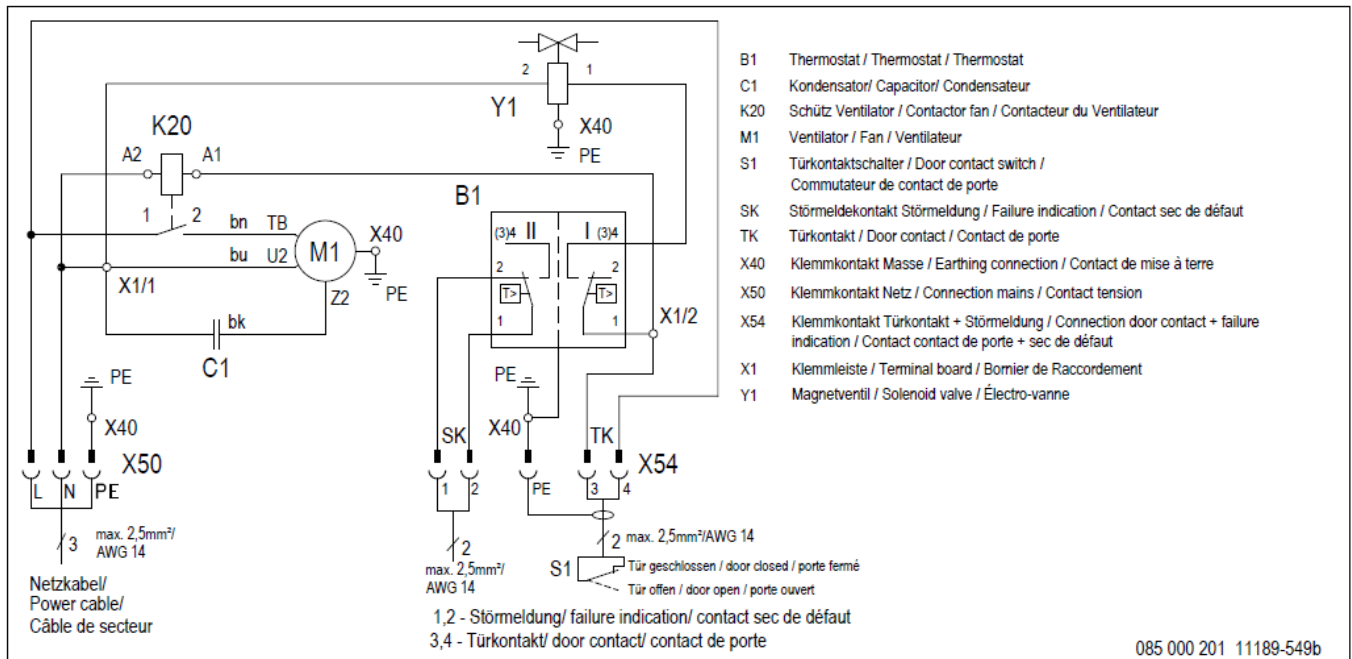 2
1
Y1
X40
PE
K20
A2
A1
1
2
bn
TB
bu
U2
M1
X40
PE
X1/1
Z2
bk
C1
B1
(3)4
II
I
(3)4
2
2
T>
T>
1
1
X1/2
PE
X40
X50
L
N
PE
3
max. 2,5mm²/
AWG 14
Netzkabel/
Power cable/
Câble de secteur
SK
PE
X40
TK
X54
1
2
PE
3
4
2
max. 2,5mm²/
AWG 14
2
max. 2,5mm²/AWG 14
S1
Tür geschlossen / door closed / porte fermé
Tür offen / door open / porte ouvert
1,2 - Störmeldung/ failure indication/ contact sec de défaut
3,4 - Türkontakt/ door contact/ contact de porte
B1 Thermostat / Thermostat / Thermostat
C1 Kondensator/ Capacitor/ Condensateur
K20 Schütz Ventilator / Contactor fan / Contacteur du Ventilateur
M1 Ventilator / Fan / Ventilateur
S1 Türkontaktschalter / Door contact switch /
Commutateur de contact de porte
SK Störmeldekontakt Störmeldung / Failure indication / Contact sec de défaut
TK Türkontakt / Door contact / Contact de porte
X40 Klemmkontakt Masse / Earthing connection / Contact de mise à terre
X50 Klemmkontakt Netz / Connection mains / Contact tension
X54 Klemmkontakt Türkontakt + Störmeldung / Connection door contact + failure
indication / Contact contact de porte + sec de défaut
X1 Klemmleiste / Terminal board / Bornier de Raccordement
Y1 Magnetventil / Solenoid valve / Électro-vanne
085 000 201 11189-549b